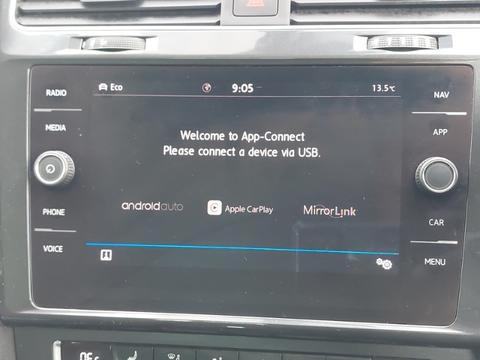 RADIO
MEDIA
PHONE
VOICE
Eco
9:05
13.5°C
Welcome to App-Connect
Please connect a device via USB.
androidauto
Apple CarPlay
MirrorLink
NAV
APP
CAR
MENU